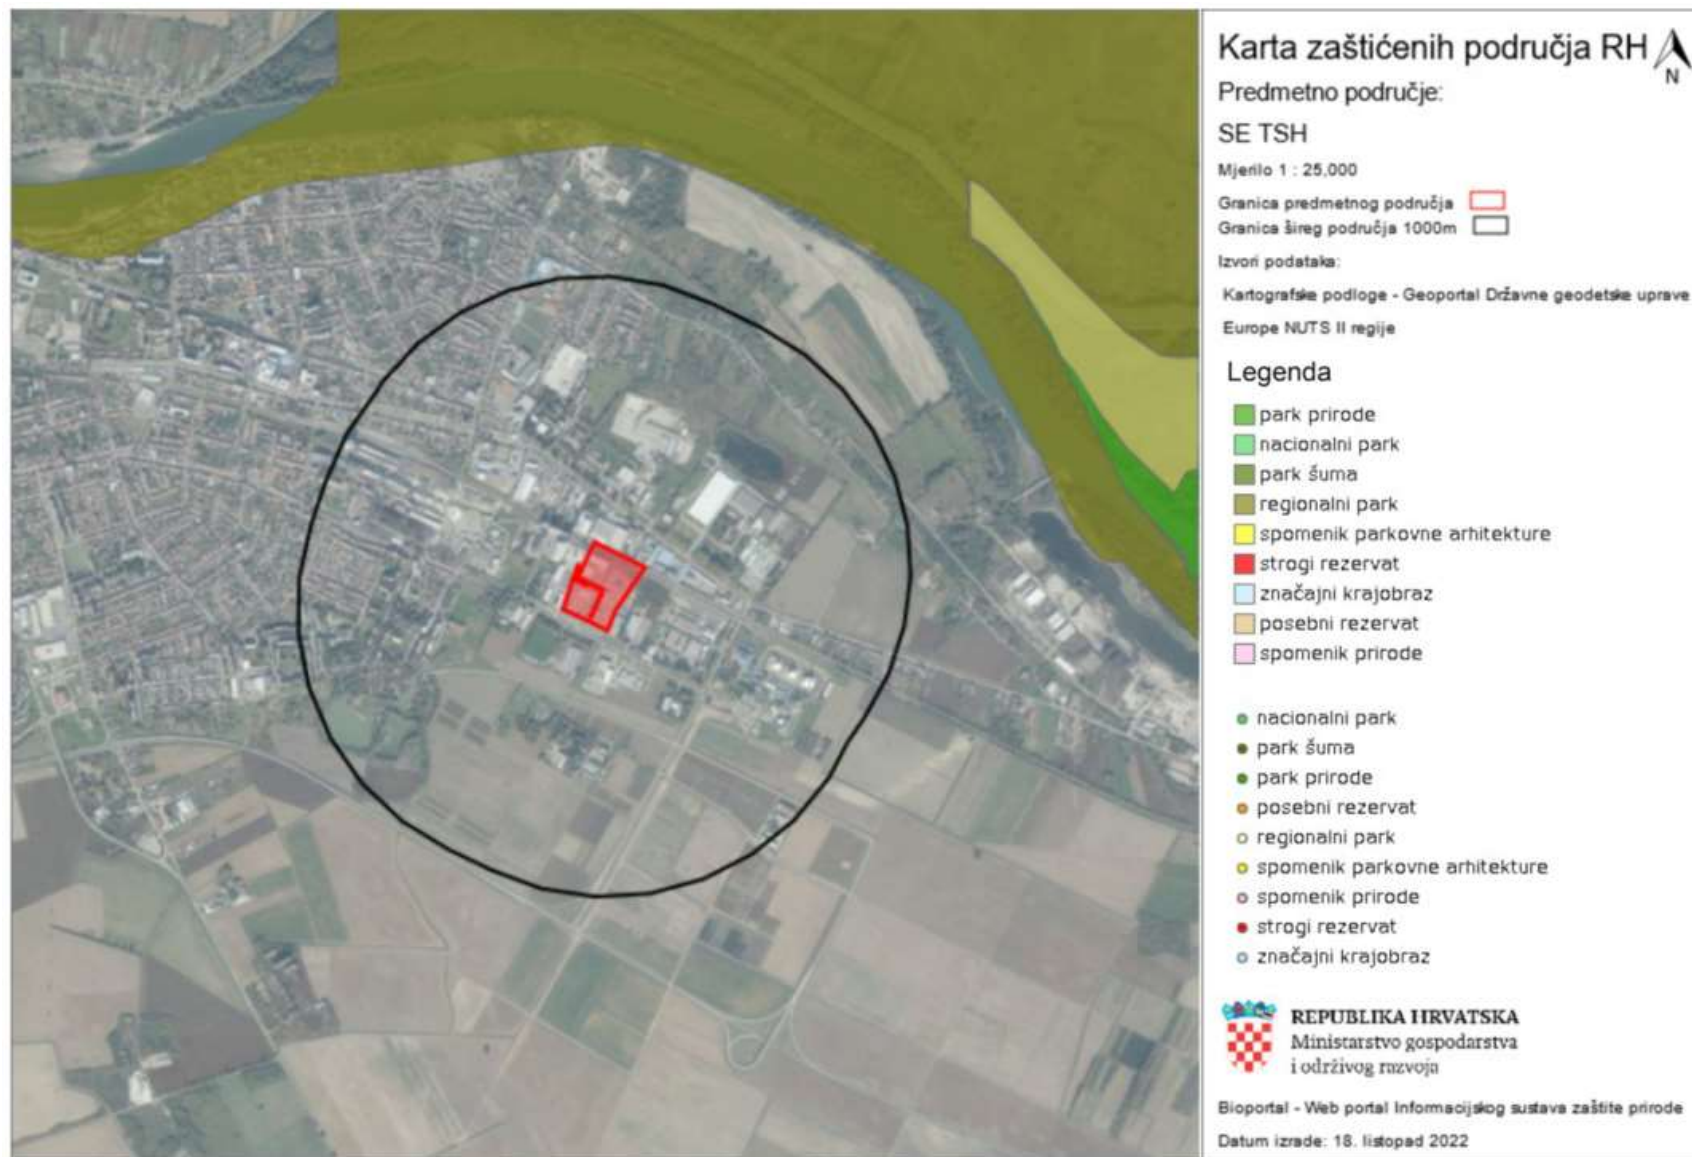 Karta zaštićenih područja RH
N
Predmetno područje:
SE TSH
Mjerilo 1 : 25,000
Granica predmetnog područja
Granica šireg područja 1000m
Izvori podataka:
Kartografske podloge - Geoportal Državne geodetske uprave
Europe NUTS II regije
Legenda
park prirode
nacionalni park
park šuma
regionalni park
spomenik parkovne arhitekture
strogi rezervat
značajni krajobraz
posebni rezervat
spomenik prirode
nacionalni park
park šuma
park prirode
posebni rezervat
regionalni park
spomenik parkovne arhitekture
spomenik prirode
strogi rezervat
značajni krajobraz
REPUBLIKA HRVATSKA
Ministarstvo gospodarstva
i održivog razvoja
Bioportal - Web portal Informacijskog sustava zaštite prirode
Datum izrade: 18. listopad 2022